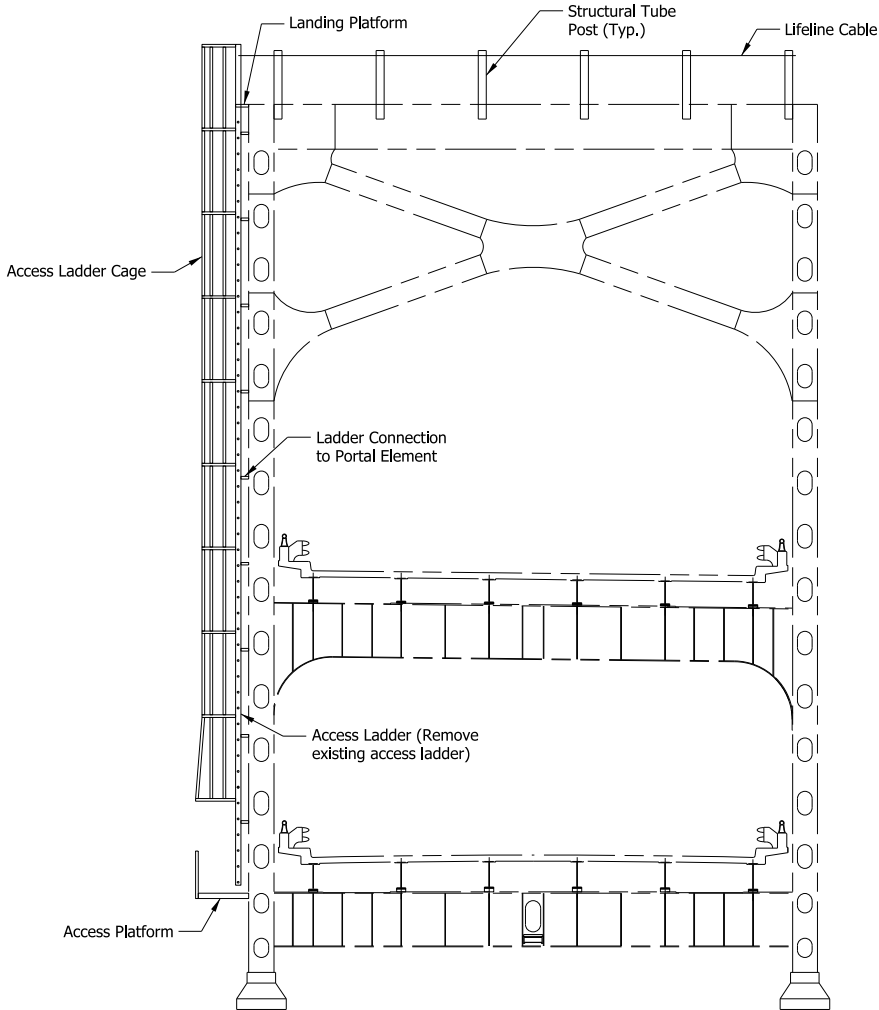 Landing Platform
Structural Tube
Post (Typ.)
Lifeline Cable
Access Ladder Cage
Ladder Connection
to Portal Element
Access Ladder (Remove
existing access ladder)
Access Platform